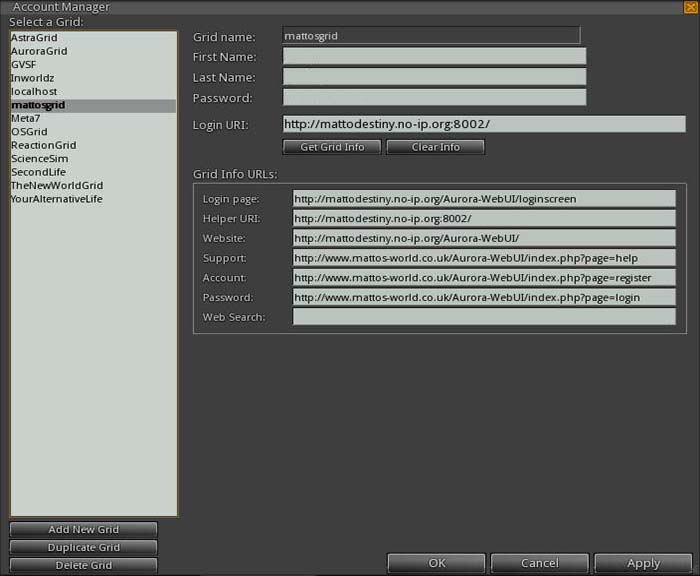 Account Manager
Select a Grid:
AstraGrid
AuroraGrid
GVSF
Inworldz
localhost
mattosgrid
Meta7
OSGrid
ReactionGrid
ScienceSim
SecondLife
TheNewWorldGrid
YourAlternativeLife
Add New Grid
Duplicate Grid
Delete Grid
Grid name: mattosgrid
First Name:
Last Name:
Password:
Login URI: http://mattodestiny.no-ip.org:8002/
Get Grid Info Clear Info
Grid Info URLs:
Login page: http://mattodestiny.no-ip.org/Aurora-WebUI/loginscreen
Helper URI: http://mattodestiny.no-ip.org:8002/
Website: http://mattodestiny.no-ip.org/Aurora-WebUI/
Support: http://www.mattos-world.co.uk/Aurora-WebUI/index.php?page=help
Account: http://www.mattos-world.co.uk/Aurora-WebUI/index.php?page=register
Password: http://www.mattos-world.co.uk/Aurora-WebUI/index.php?page=login
Web Search:
OK Cancel Apply